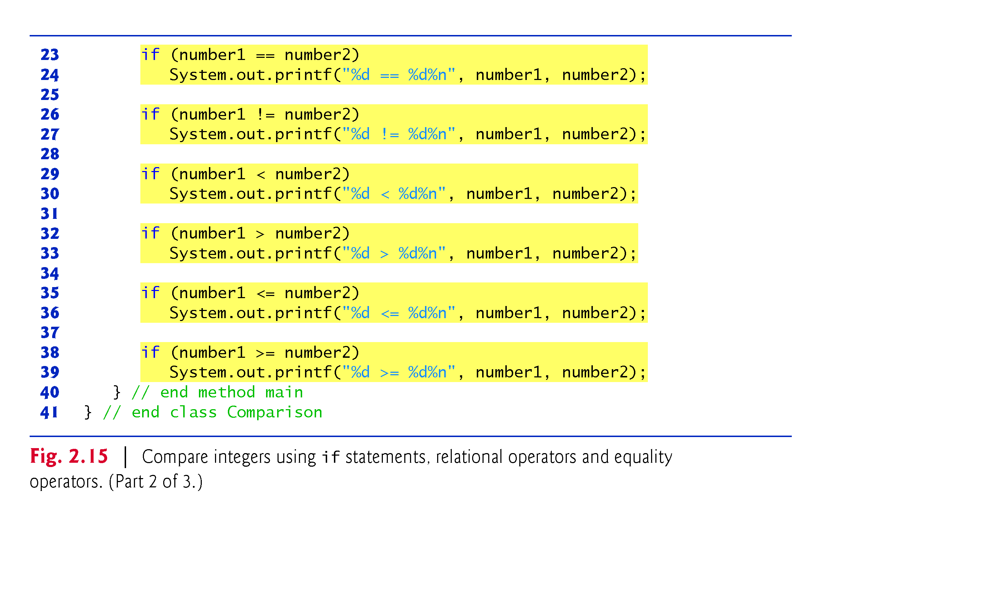 23 if (number1 == number2)
24 System.out.printf("%d == %d%n", number1, number2);
25
26 if (number1 != number2)
27 System.out.printf("%d != %d%n", number1, number2);
28
29 if (number1 < number2)
30 System.out.printf("%d < %d%n", number1, number2);
31
32 if (number1 > number2)
33 System.out.printf("%d > %d%n", number1, number2);
34
35 if (number1 <= number2)
36 System.out.printf("%d <= %d%n", number1, number2);
37
38 if (number1 >= number2)
39 System.out.printf("%d >= %d%n", number1, number2);
40 } // end method main
41 } // end class Comparison
Fig. 2.15 | Compare integers using if statements, relational operators and equality
operators. (Part 2 of 3.)